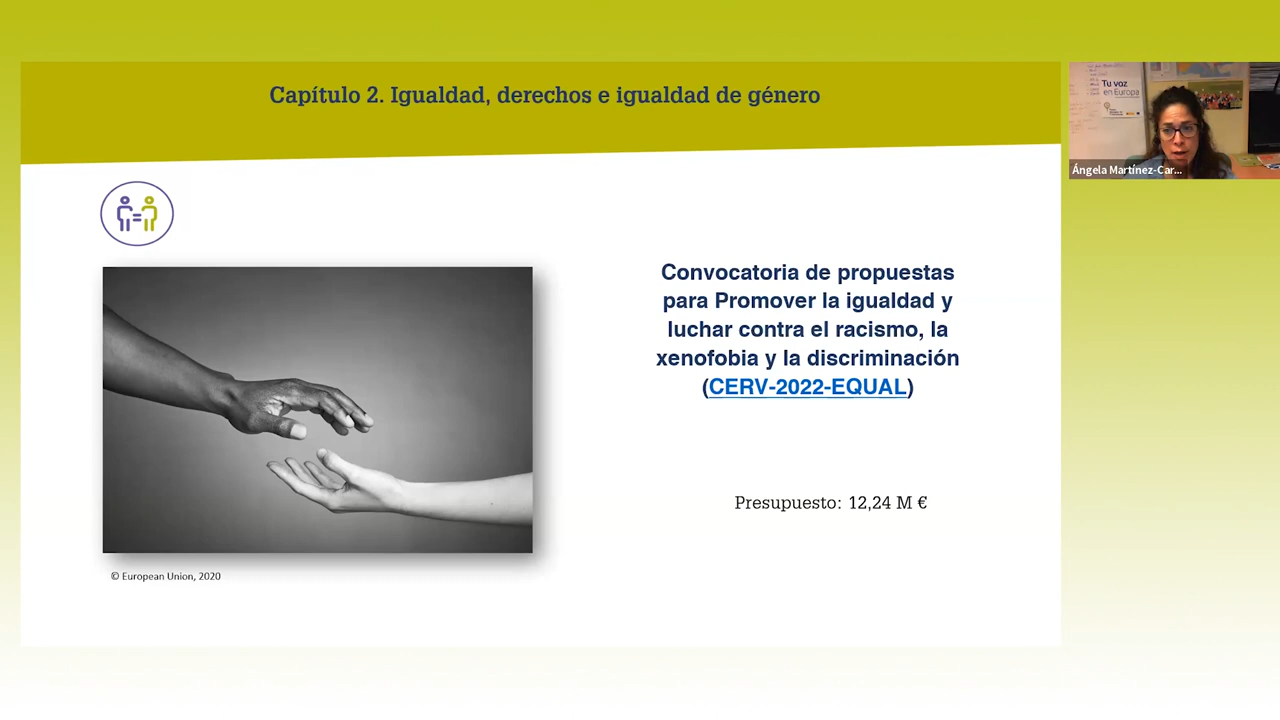 Capítulo 2. Igualdad, derechos e igualdad de género
Tu voz
en Europa
Ángela Martínez-Car...
Convocatoria de propuestas
para Promover la igualdad y
luchar contra el racismo, la
xenofobia y la discriminación
(CERV-2022-EQUAL)
Presupuesto: 12,24 M €
© European Union, 2020